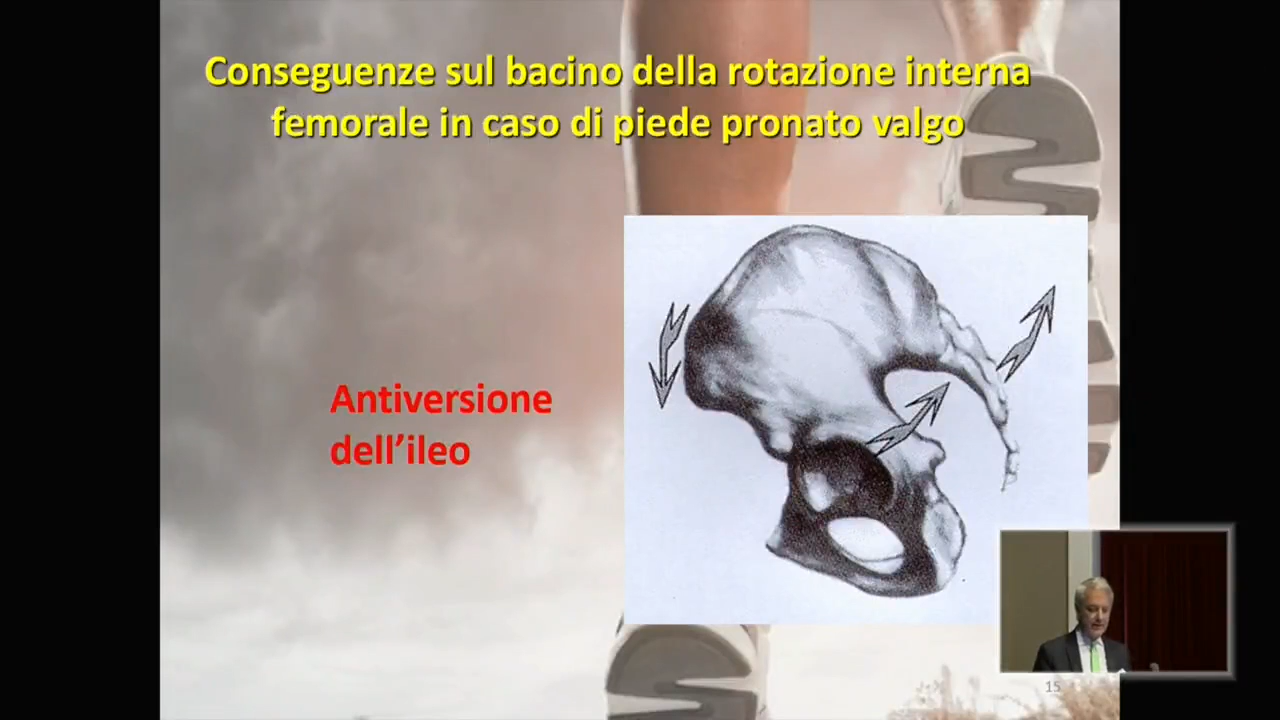 Conseguenze sul bacino della rotazione interna
femorale in caso di piede pronato valgo
Antiversione
dell'ileo
15